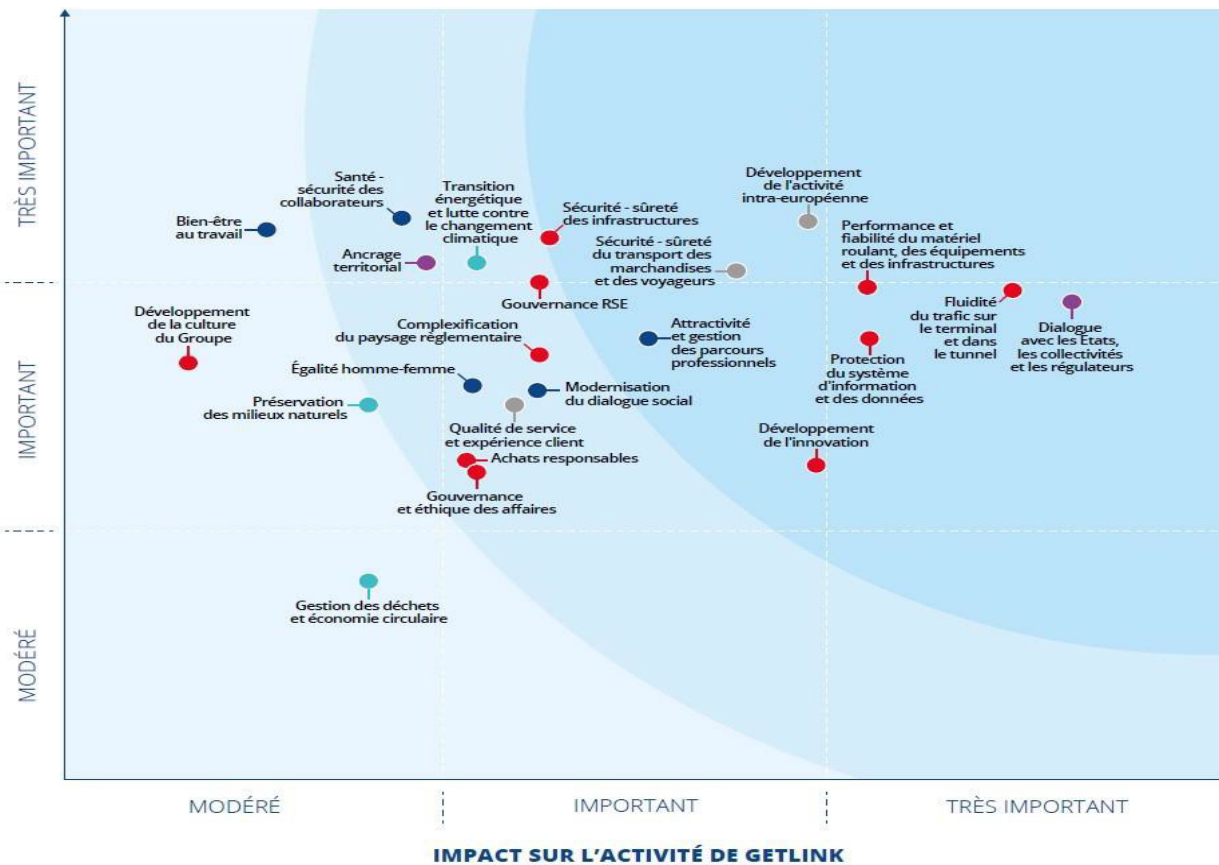 TRÈS IMPORTANT
IMPORTANT
MODÉRÉ
Bien-être
au travail
Santé -
sécurité des
collaborateurs
Ancrage
territorial
Transition
énergétique
et lutte contre
le changement
climatique
Sécurité - sûreté
des infrastructures
Sécurité - sûreté
du transport des
marchandises
et des voyageurs
Développement
de l'activité
intra-européenne
Performance et
fiabilité du matériel
roulant, des équipements
et des infrastructures
Gouvernance RSE
Fluidité
du trafic sur
le terminal
et dans
le tunnel
Dialogue
avec les Etats,
les collectivités
et les régulateurs
Développement
de la culture
du Groupe
Complexification
du paysage règlementaire
Attractivité
et gestion
des parcours
professionnels
Protection
du système
d'information
et des données
Égalité homme-femme
Modernisation
du dialogue social
Préservation
des milieux naturels
Qualité de service
et expérience client
Développement
de l'innovation
Achats responsables
Gouvernance
et éthique des affaires
Gestion des déchets
et économie circulaire
MODÉRÉ
IMPORTANT
TRÈS IMPORTANT
IMPACT SUR L'ACTIVITÉ DE GETLINK